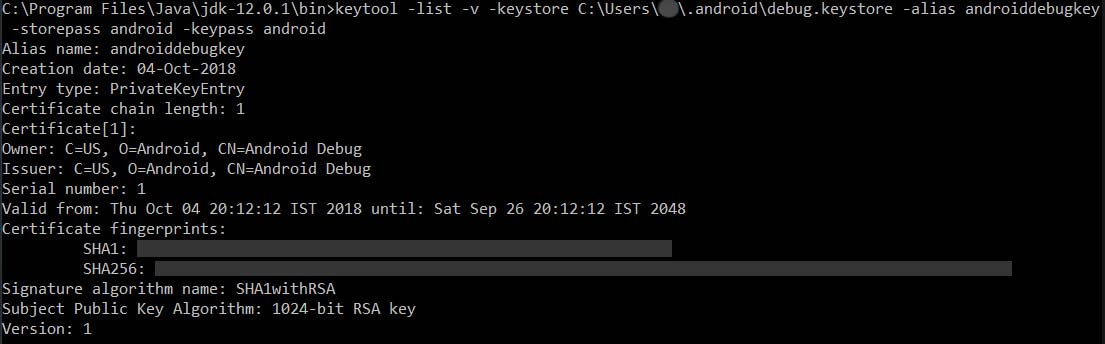 C:\Program Files\Java\jdk-12.0.1\bin>keytool -list -v -keystore C:\Users\ \.android\debug.keystore -alias androiddebugkey
-storepass android -keypass android
Alias name: androiddebugkey
Creation date: 04-Oct-2018
Entry type: PrivateKeyEntry
Certificate chain length: 1
Certificate[1]:
Owner: C=US, O=Android, CN=Android Debug
Issuer: C=US, O=Android, CN=Android Debug
Serial number: 1
Valid from: Thu Oct 04 20:12:12 IST 2018 until: Sat Sep 26 20:12:12 IST 2048
Certificate fingerprints:
SHA1:
SHA256:
Signature algorithm name: SHA1withRSA
Subject Public Key Algorithm: 1024-bit RSA key
Version: 1